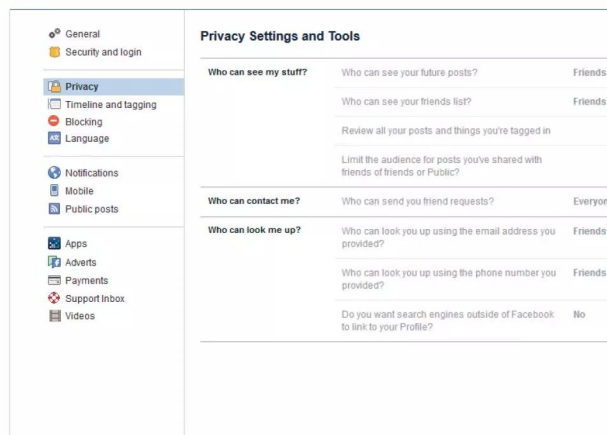 General
Security and login
Privacy
Timeline and tagging
Blocking
Language
Notifications
Mobile
Public posts
Apps
Adverts
Payments
Support Inbox
Videos
Privacy Settings and Tools
Who can see my stuff? Who can see your future posts? Friends
Who can see your friends list? Friends
Review all your posts and things you're tagged in
Limit the audience for posts you've shared with
friends of friends or Public?
Who can contact me? Who can send you friend requests? Everyon
Who can look me up? Who can look you up using the email address you Friends
provided?
Who can look you up using the phone number you Friends
provided?
Do you want search engines outside of Facebook No
to link to your Profile?